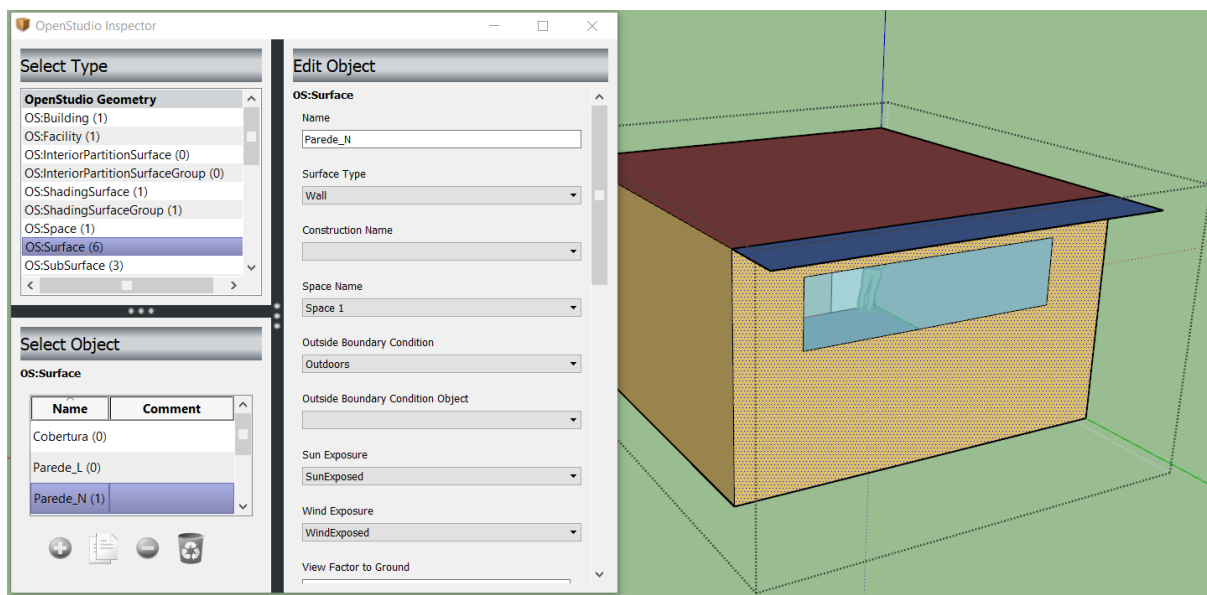 OpenStudio Inspector
Select Type
OpenStudio Geometry
OS:Building (1)
OS:Facility (1)
OS:InteriorPartitionSurface (0)
OS:InteriorPartitionSurfaceGroup (0)
OS:ShadingSurface (1)
OS:ShadingSurfaceGroup (1)
OS:Space (1)
OS:Surface (6)
OS:SubSurface (3)
Select Object
OS:Surface
Name Comment
Cobertura (0)
Parede_L (0)
Parede_N (1)
Edit Object
OS:Surface
Name
Parede_N
Surface Type
Wall
Construction Name
Space Name
Space 1
Outside Boundary Condition
Outdoors
Outside Boundary Condition Object
Sun Exposure
SunExposed
Wind Exposure
WindExposed
View Factor to Ground